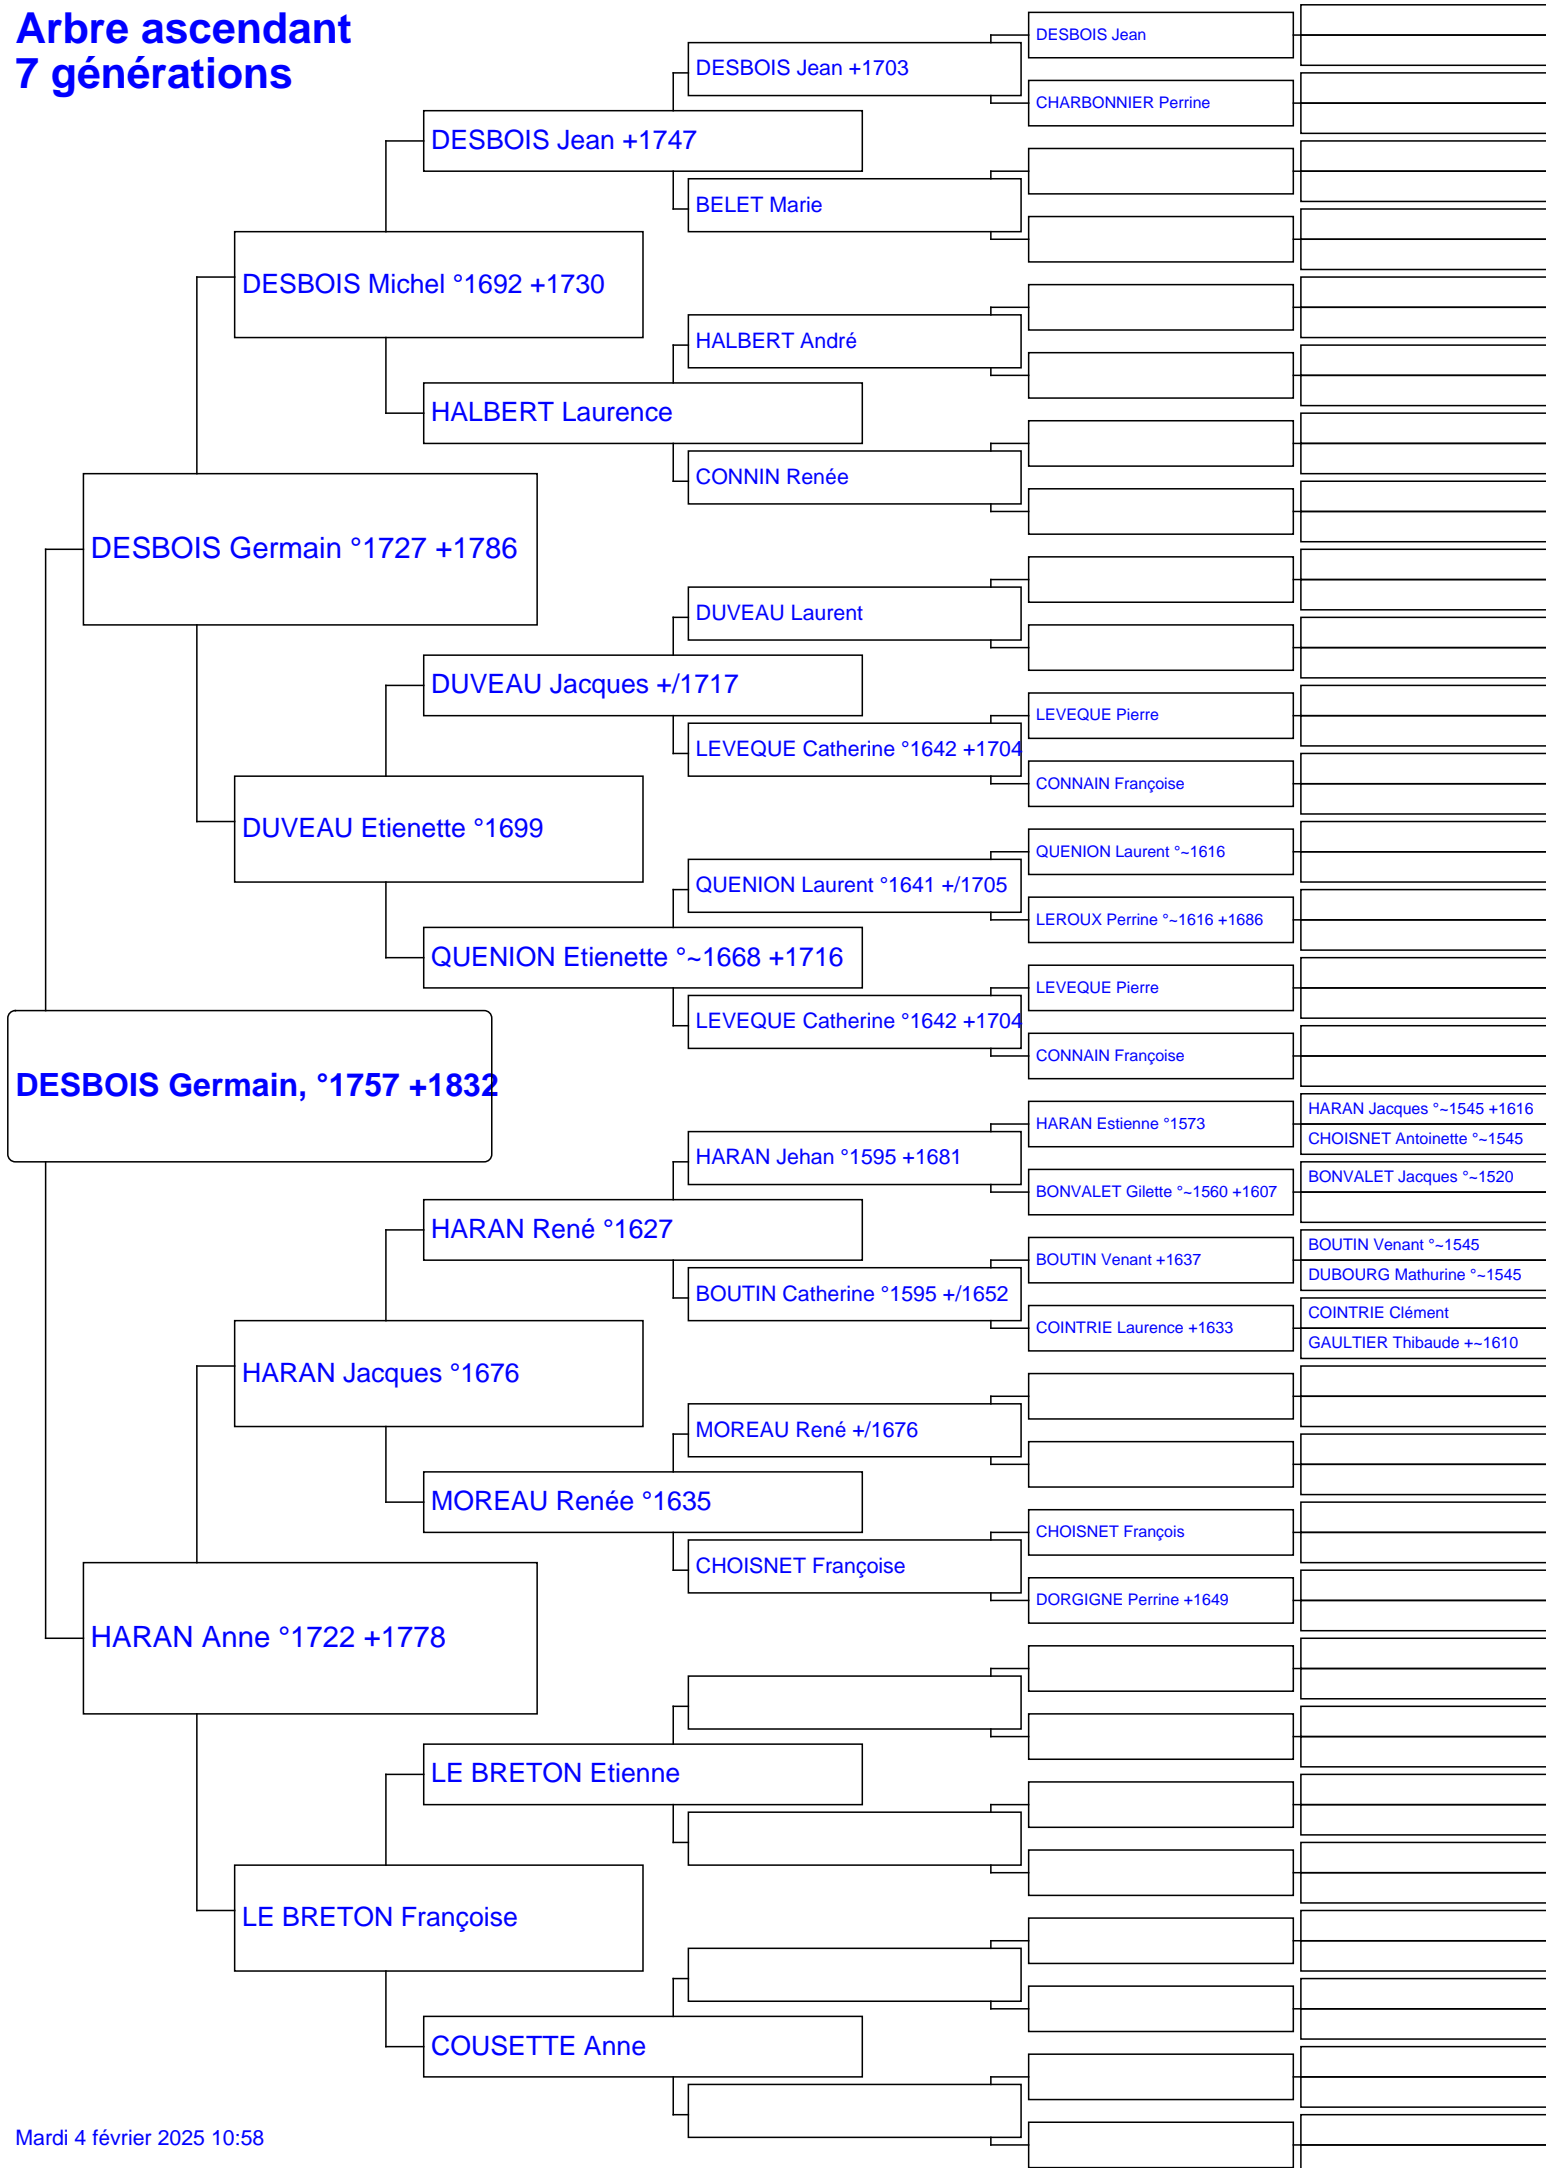 Arbre ascendant
7 générations
DESBOIS Jean
DESBOIS Jean +1703
CHARBONNIER Perrine
DESBOIS Jean +1747
BELET Marie
DESBOIS Michel °1692 +1730
HALBERT André
HALBERT Laurence
CONNIN Renée
DESBOIS Germain °1727 +1786
DUVEAU Laurent
DUVEAU Jacques +/1717
LEVEQUE Pierre
LEVEQUE Catherine °1642 +1704
CONNAIN Françoise
DUVEAU Etienette °1699
QUENION Laurent °~1616
QUENION Laurent °1641 +/1705
LEROUX Perrine °~1616 +1686
QUENION Etienette °~1668 +1716
LEVEQUE Pierre
LEVEQUE Catherine °1642 +1704
CONNAIN Françoise
DESBOIS Germain, °1757 +1832
HARAN Jacques °~1545 +1616
HARAN Estienne °1573
CHOISNET Antoinette °~1545
HARAN Jehan °1595 +1681
BONVALET Jacques °~1520
BONVALET Gilette °~1560 +1607
HARAN René °1627
BOUTIN Venant °~1545
BOUTIN Venant +1637
DUBOURG Mathurine °~1545
BOUTIN Catherine °1595 +/1652
COINTRIE Clément
COINTRIE Laurence +1633
GAULTIER Thibaude +~1610
HARAN Jacques °1676
MOREAU René +/1676
MOREAU Renée °1635
CHOISNET François
CHOISNET Françoise
DORGIGNE Perrine +1649
HARAN Anne °1722 +1778
LE BRETON Etienne
LE BRETON Françoise
COUSETTE Anne
Mardi 4 février 2025 10:58